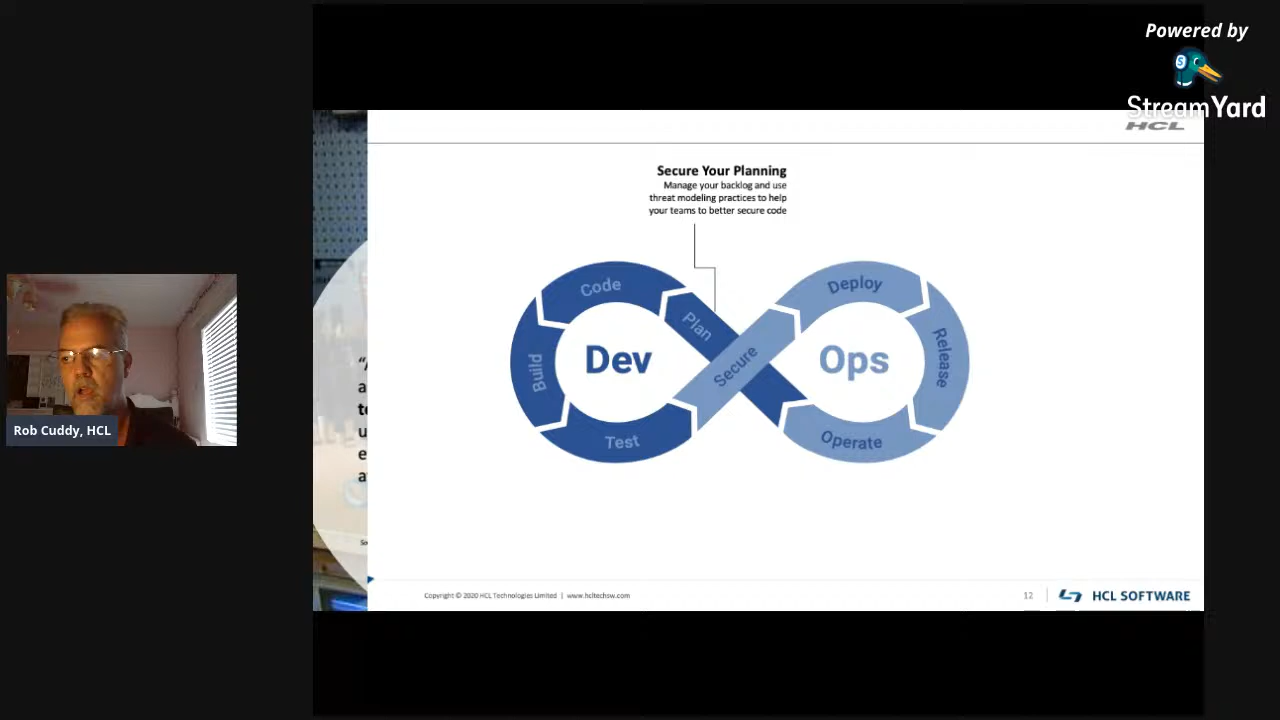 Powered by
StreamYard
HCL
Secure Your Planning
Manage your backlog and use
threat modeling practices to help
your teams to better secure code
Code
Plan
Deploy
Build
Dev
Secure
Ops
Release
Test
Operate
Rob Cuddy, HCL
Copyright © 2020 HCL Technologies Limited | www.hcltechsw.com
12
HCL SOFTWARE